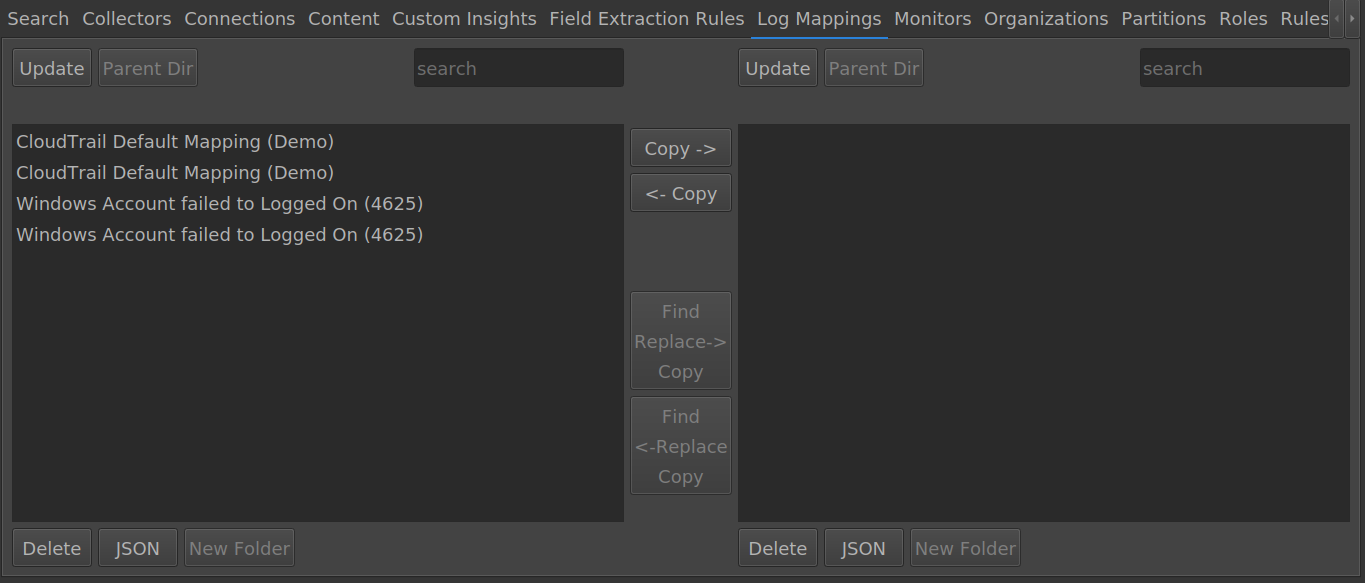 Search Collectors Connections Content Custom Insights Field Extraction Rules Log Mappings Monitors Organizations Partitions Roles Rules
Update Parent Dir search Update Parent Dir search
CloudTrail Default Mapping (Demo)
CloudTrail Default Mapping (Demo)
Windows Account failed to Logged On (4625)
Windows Account failed to Logged On (4625)
Copy ->
<- Copy
Find
Replace->
Copy
Find
<-Replace
Copy
Delete JSON New Folder Delete JSON New Folder